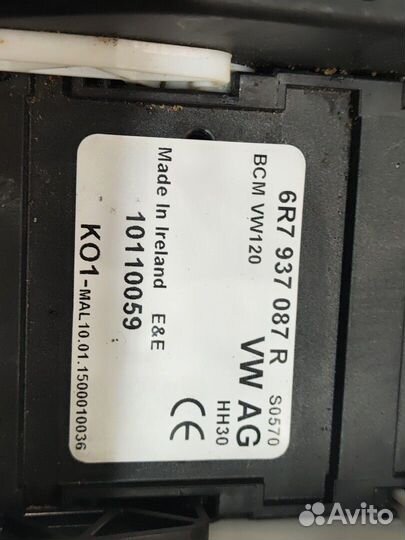 6R7 937 087 R
S0570
BCM VW120
VW AG
HH30
Made In Ireland E&E
10110059
CE
KO1-MAL10.01.1500010036
Avito